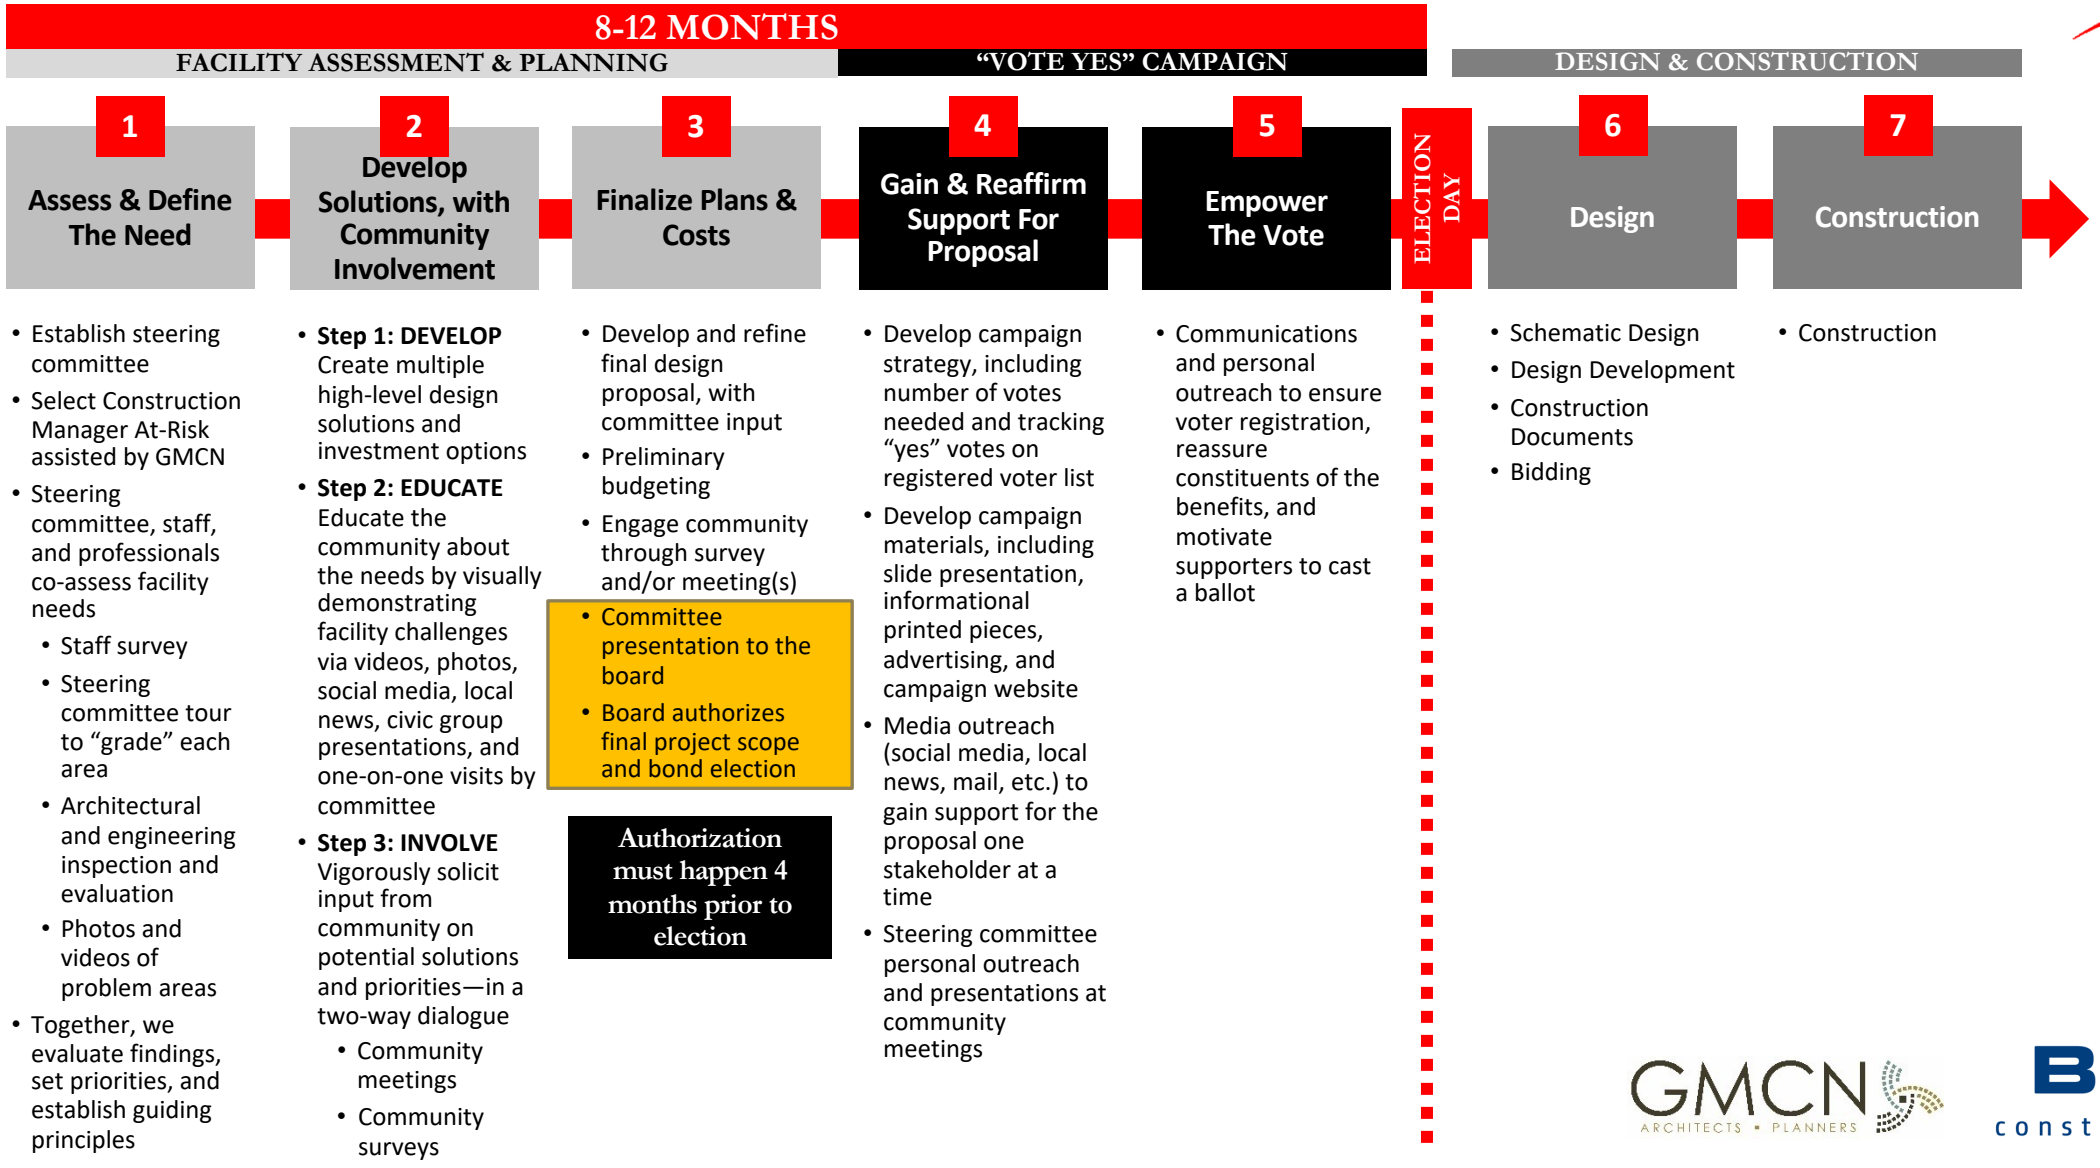 8-12 MONTHS
FACILITY ASSESSMENT & PLANNING
“VOTE YES” CAMPAIGN
DESIGN & CONSTRUCTION
1
Assess & Define
The Need
2
Develop
Solutions, with
Community
Involvement
3
Finalize Plans &
Costs
4
Gain & Reaffirm
Support For
Proposal
5
Empower
The Vote
ELECTION
DAY
6
Design
7
Construction
• Establish steering
committee
• Select Construction
Manager At-Risk
assisted by GMCN
• Steering
committee, staff,
and professionals
co-assess facility
needs
• Staff survey
• Steering
committee tour
to “grade” each
area
• Architectural
and engineering
inspection and
evaluation
• Photos and
videos of
problem areas
• Together, we
evaluate findings,
set priorities, and
establish guiding
principles
• Step 1: DEVELOP
Create multiple
high-level design
solutions and
investment options
• Step 2: EDUCATE
Educate the
community about
the needs by visually
demonstrating
facility challenges
via videos, photos,
social media, local
news, civic group
presentations, and
one-on-one visits by
committee
• Step 3: INVOLVE
Vigorously solicit
input from
community on
potential solutions
and priorities—in a
two-way dialogue
• Community
meetings
• Community
surveys
• Develop and refine
final design
proposal, with
committee input
• Preliminary
budgeting
• Engage community
through survey
and/or meeting(s)
• Committee
presentation to the
board
• Board authorizes
final project scope
and bond election
Authorization
must happen 4
months prior to
election
• Develop campaign
strategy, including
number of votes
needed and tracking
“yes” votes on
registered voter list
• Develop campaign
materials, including
slide presentation,
informational
printed pieces,
advertising, and
campaign website
• Media outreach
(social media, local
news, mail, etc.) to
gain support for the
proposal one
stakeholder at a
time
• Steering committee
personal outreach
and presentations at
community
meetings
• Communications
and personal
outreach to ensure
voter registration,
reassure
constituents of the
benefits, and
motivate
supporters to cast
a ballot
• Schematic Design
• Design Development
• Construction
Documents
• Bidding
• Construction
GMCN
ARCHITECTS • PLANNERS
B
const